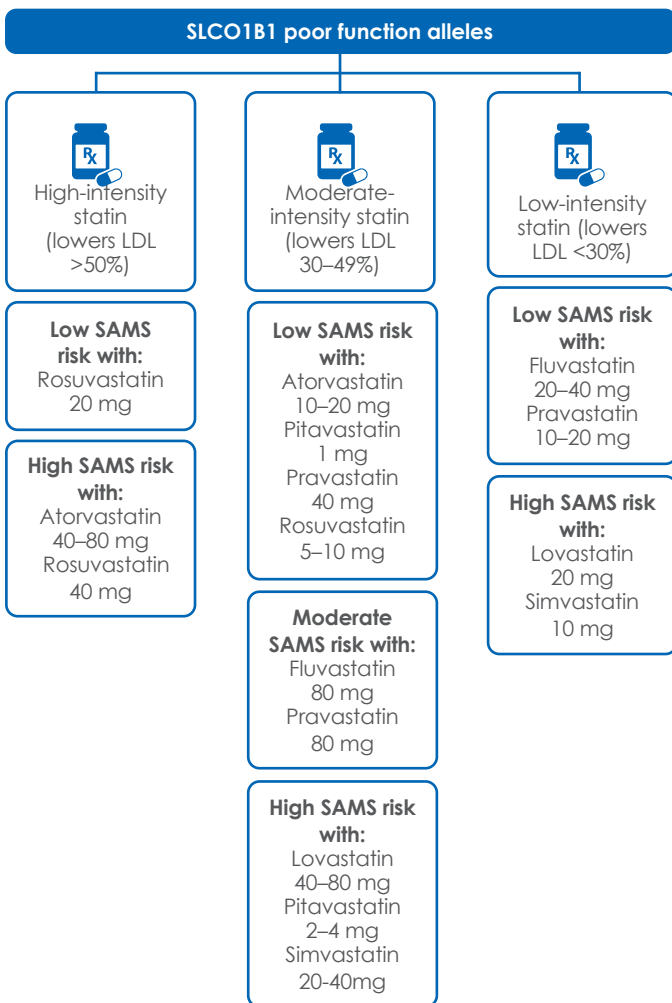 SLCO1B1 poor function alleles
Rx
High-intensity
statin
(lowers LDL
>50%)
Low SAMS
risk with:
Rosuvastatin
20 mg
High SAMS risk
with:
Atorvastatin
40–80 mg
Rosuvastatin
40 mg
Rx
Moderate-
intensity statin
(lowers LDL
30–49%)
Low SAMS risk
with:
Atorvastatin
10–20 mg
Pitavastatin
1 mg
Pravastatin
40 mg
Rosuvastatin
5–10 mg
Moderate
SAMS risk with:
Fluvastatin
80 mg
Pravastatin
80 mg
High SAMS risk
with:
Lovastatin
40–80 mg
Pitavastatin
2–4 mg
Simvastatin
20-40mg
Rx
Low-intensity
statin (lowers
LDL <30%)
Low SAMS risk
with:
Fluvastatin
20–40 mg
Pravastatin
10–20 mg
High SAMS risk
with:
Lovastatin
20 mg
Simvastatin
10 mg